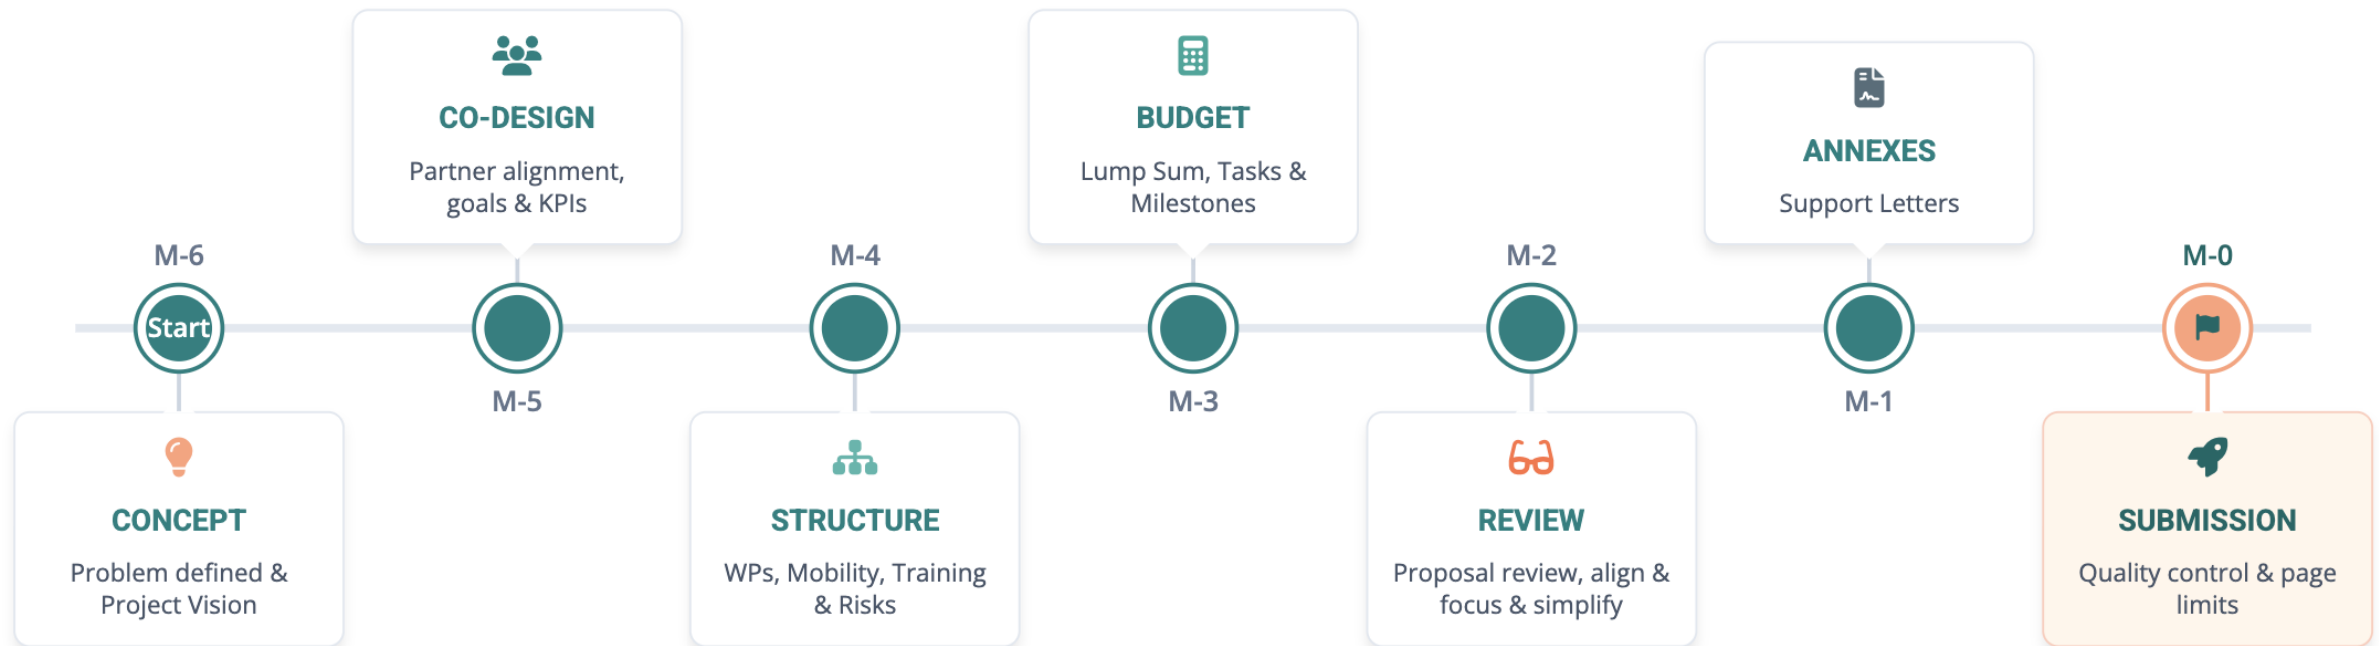 M-6
Start
CONCEPT
Problem defined &
Project Vision
CO-DESIGN
Partner alignment,
goals & KPIs
M-5
M-4
STRUCTURE
WPs, Mobility, Training
& Risks
BUDGET
Lump Sum, Tasks &
Milestones
M-3
M-2
REVIEW
Proposal review, align &
focus & simplify
ANNEXES
Support Letters
M-1
M-0
SUBMISSION
Quality control & page
limits